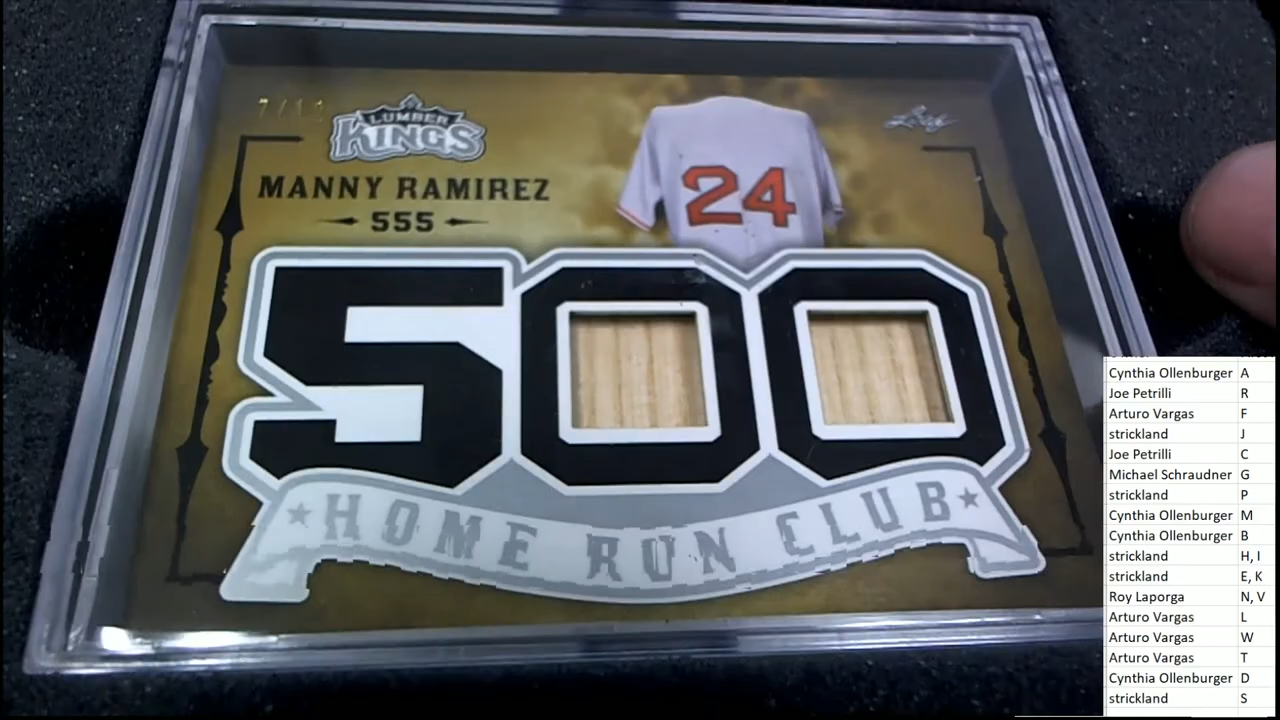 LUMBER
KINGS
Leaf
MANNY RAMIREZ
555
24
500
HOME RUN CLUB
Cynthia Ollenburger A
Joe Petrilli R
Arturo Vargas F
strickland J
Joe Petrilli C
Michael Schraudner G
strickland P
Cynthia Ollenburger M
Cynthia Ollenburger B
strickland H, I
strickland E, K
Roy Laporga N, V
Arturo Vargas L
Arturo Vargas W
Arturo Vargas T
Cynthia Ollenburger D
strickland S